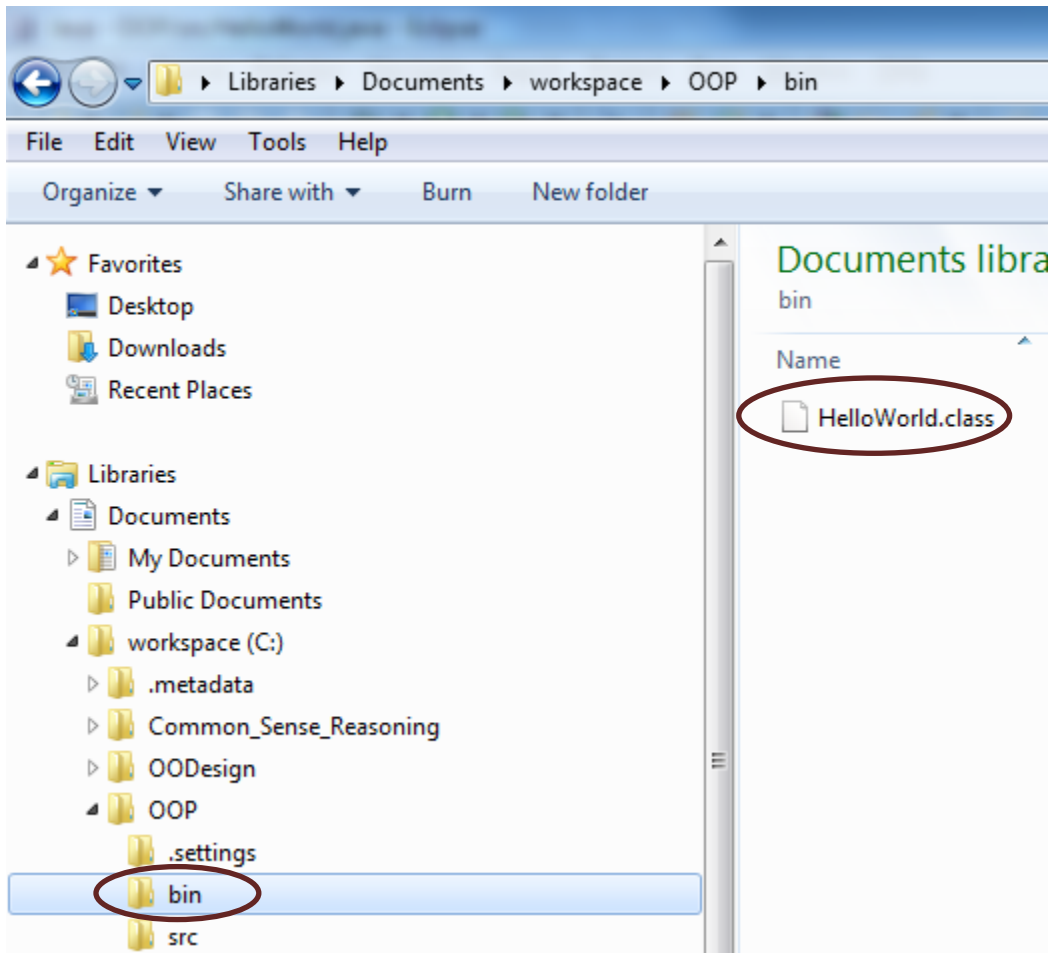 Libraries ▸ Documents ▸ workspace ▸ OOP ▸ bin
File Edit View Tools Help
Organize Share with Burn New folder
Favorites
Desktop
Downloads
Recent Places
Libraries
Documents
My Documents
Public Documents
workspace (C:)
.metadata
Common_Sense_Reasoning
OODesign
OOP
.settings
bin
src
Documents libra
bin
Name
HelloWorld.class